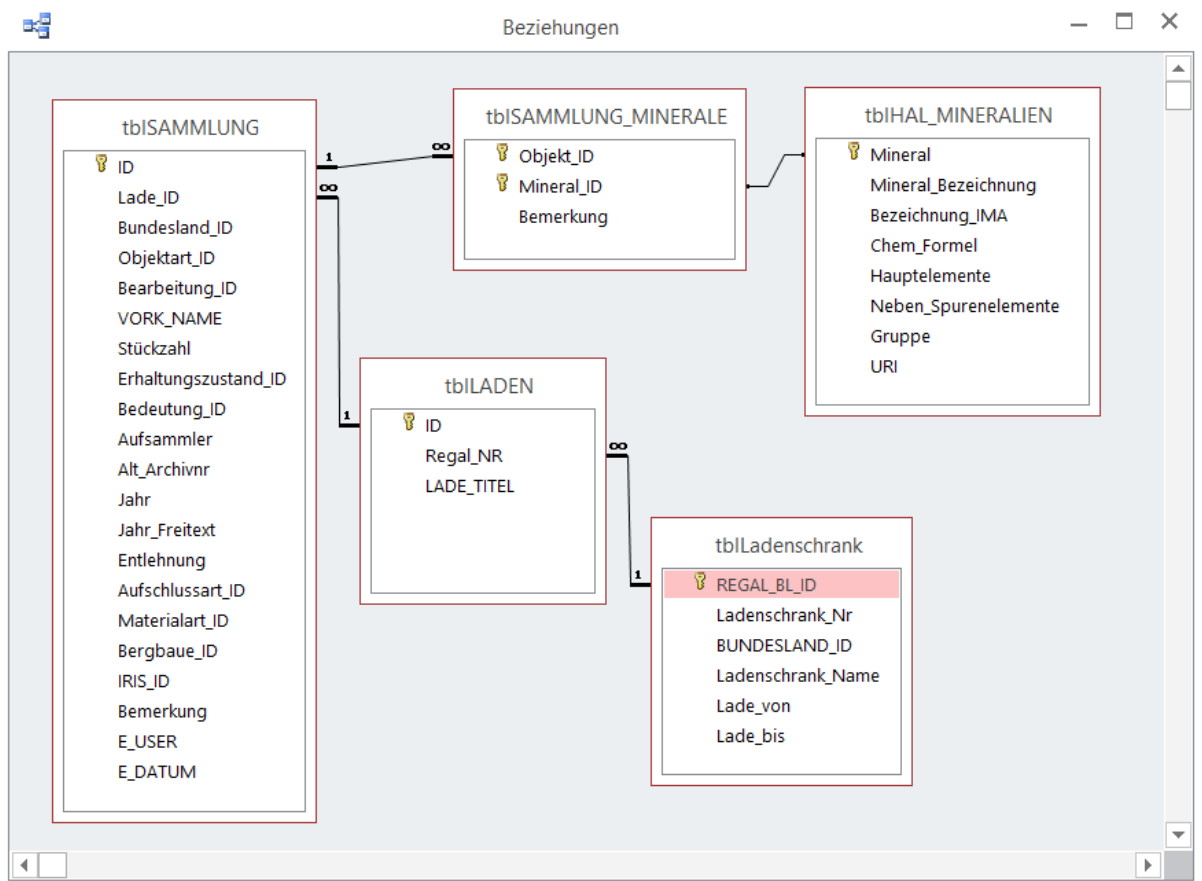 Beziehungen
tblSAMMLUNG
ID
Lade_ID
Bundesland_ID
Objektart_ID
Bearbeitung_ID
VORK_NAME
Stückzahl
Erhaltungszustand_ID
Bedeutung_ID
Aufsammler
Alt_Archivnr
Jahr
Jahr_Freitext
Entlehnung
Aufschlussart_ID
Materialart_ID
Bergbaue_ID
IRIS_ID
Bemerkung
E_USER
E_DATUM
1
∞
∞
1
tblSAMMLUNG_MINERALE
Objekt_ID
Mineral_ID
Bemerkung
tblHAL_MINERALIEN
Mineral
Mineral_Bezeichnung
Bezeichnung_IMA
Chem_Formel
Hauptelemente
Neben_Spurenelemente
Gruppe
URI
tblLADEN
ID
Regal_NR
LADE_TITEL
∞
1
tblLadenschrank
REGAL_BL_ID
Ladenschrank_Nr
BUNDESLAND_ID
Ladenschrank_Name
Lade_von
Lade_bis